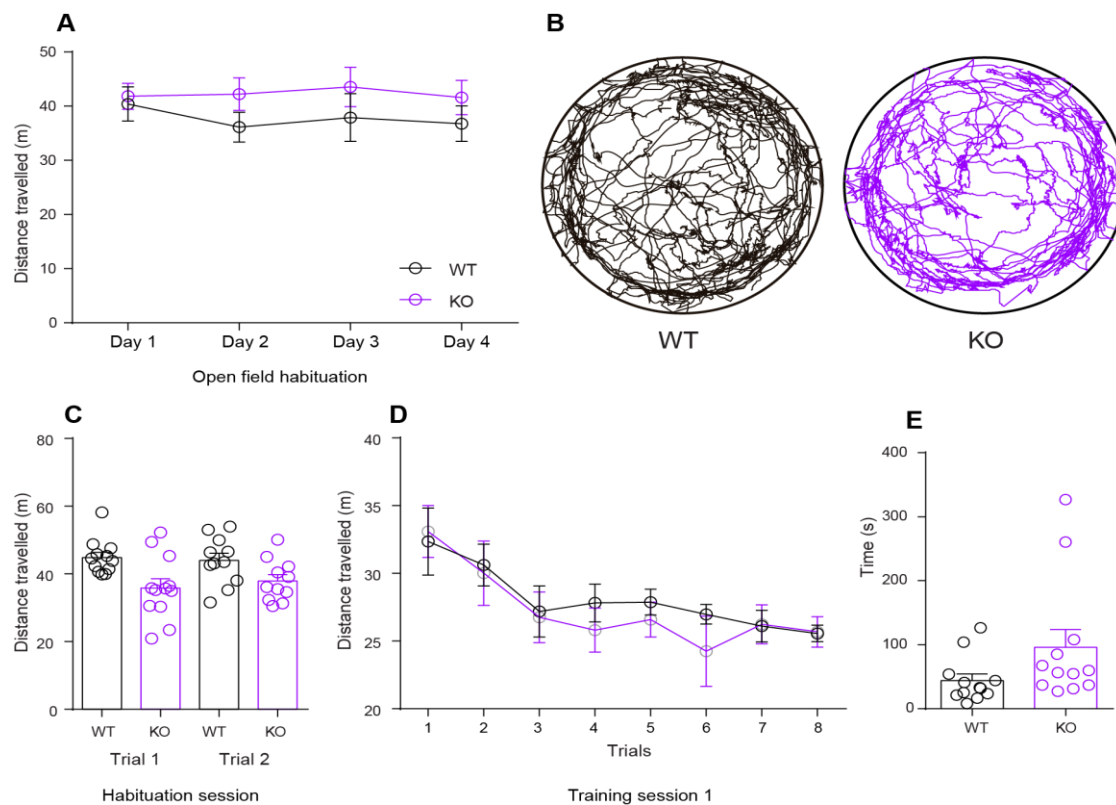 A
B
50
40
30
20
10
0
Distance travelled (m)
WT
KO
Day 1 Day 2 Day 3 Day 4
Open field habituation
WT KO
C
D
E
80
60
40
20
0
Distance travelled (m)
WT KO WT KO
Trial 1 Trial 2
Habituation session
40
35
30
25
20
Distance travelled (m)
1 2 3 4 5 6 7 8
Trials
Training session 1
400
300
200
100
0
Time (s)
WT KO